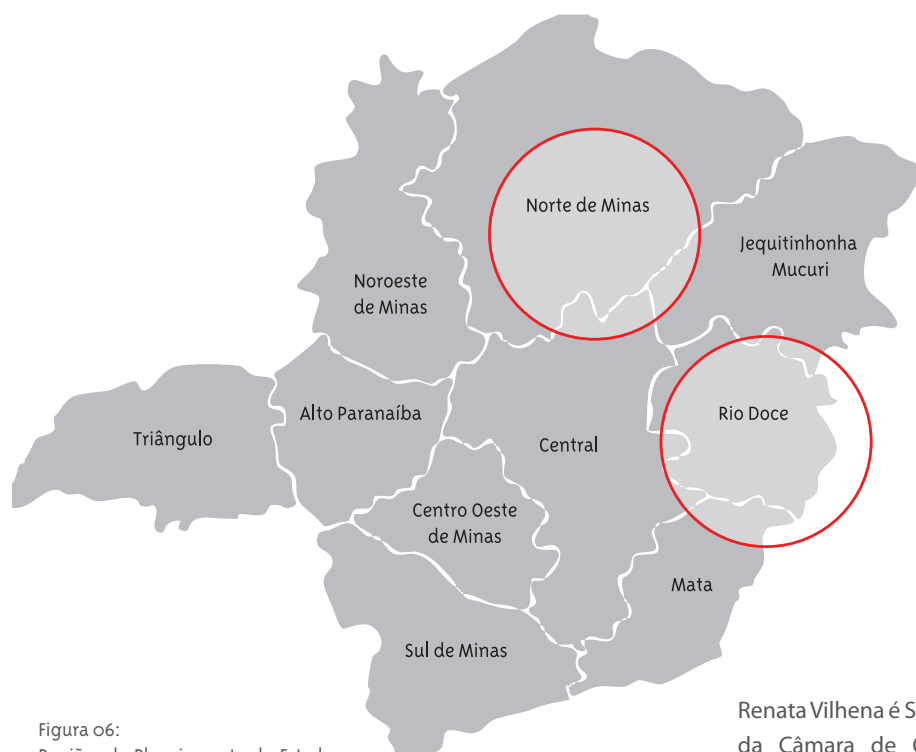 Norte de Minas
Jequitinhonha
Mucuri
Noroeste
de Minas
Alto Paranaíba
Rio Doce
Triângulo
Central
Centro Oeste
de Minas
Mata
Sul de Minas
Figura 06:
Renata Vilhena é S
da Câmara de